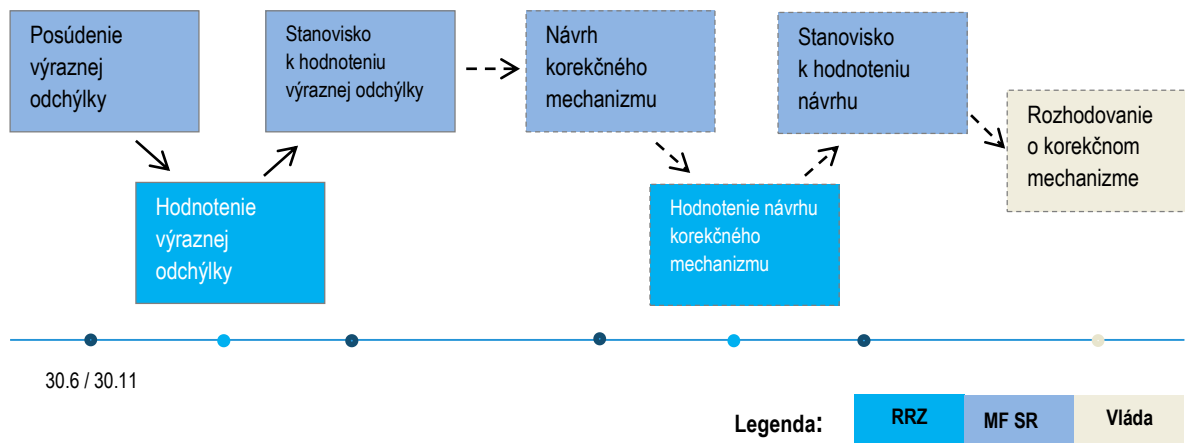 Posúdenie
výraznej
odchýlky
Hodnotenie
výraznej
odchýlky
Stanovisko
k hodnoteniu
výraznej odchýlky
Návrh
korekčného
mechanizmu
Hodnotenie návrhu
korekčného
mechanizmu
Stanovisko
k hodnoteniu
návrhu
Rozhodovanie
o korekčnom
mechanizme
30.6 / 30.11
Legenda: RRZ MF SR Vláda